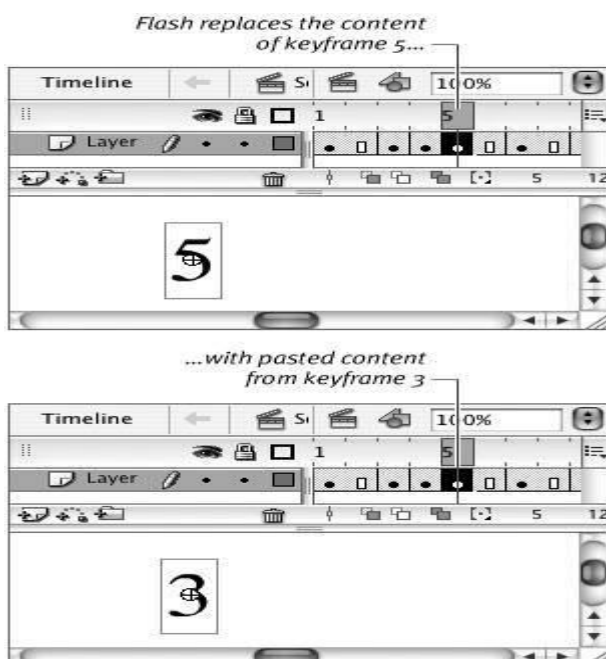 Flash replaces the content
of keyframe 5...
Timeline
100%
1 5
Layer
5 12
5
...with pasted content
from keyframe 3
Timeline
100%
1 5
Layer
5 12
3